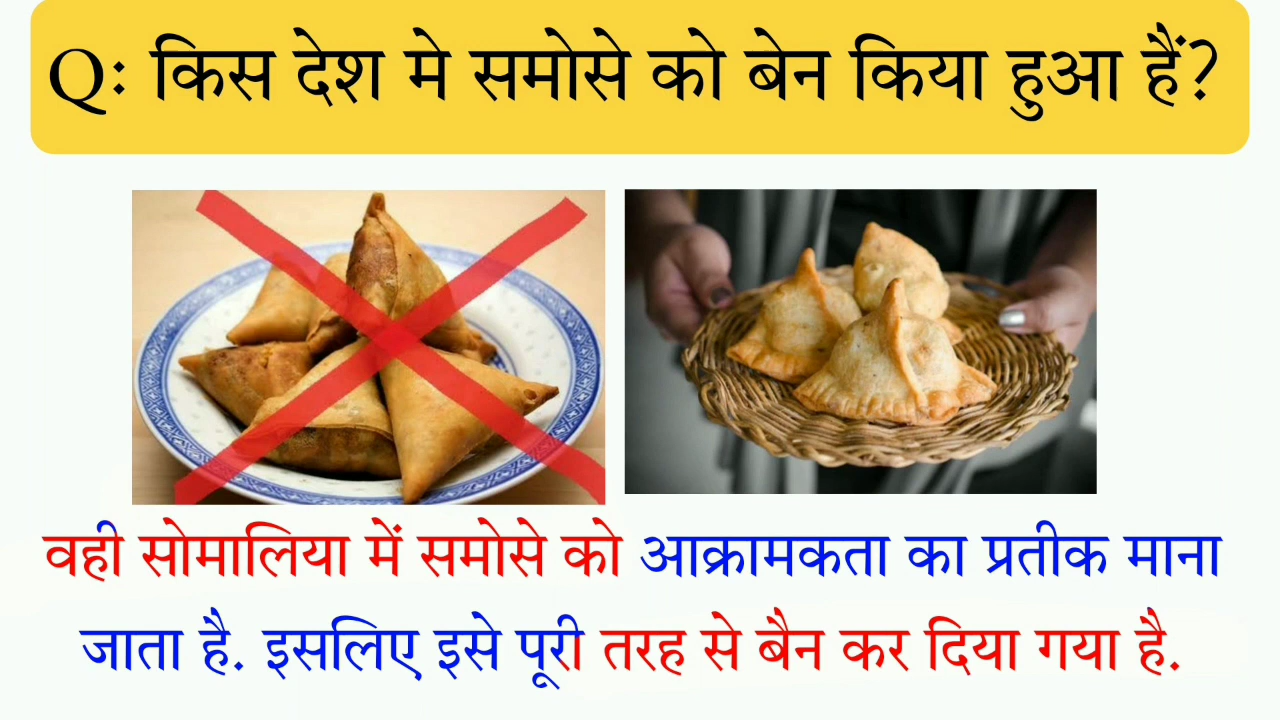 Q: किस देश मे समोसे को बेन किया हुआ हैं?
वही सोमालिया में समोसे को आक्रामकता का प्रतीक माना
जाता है. इसलिए इसे पूरी तरह से बैन कर दिया गया है.